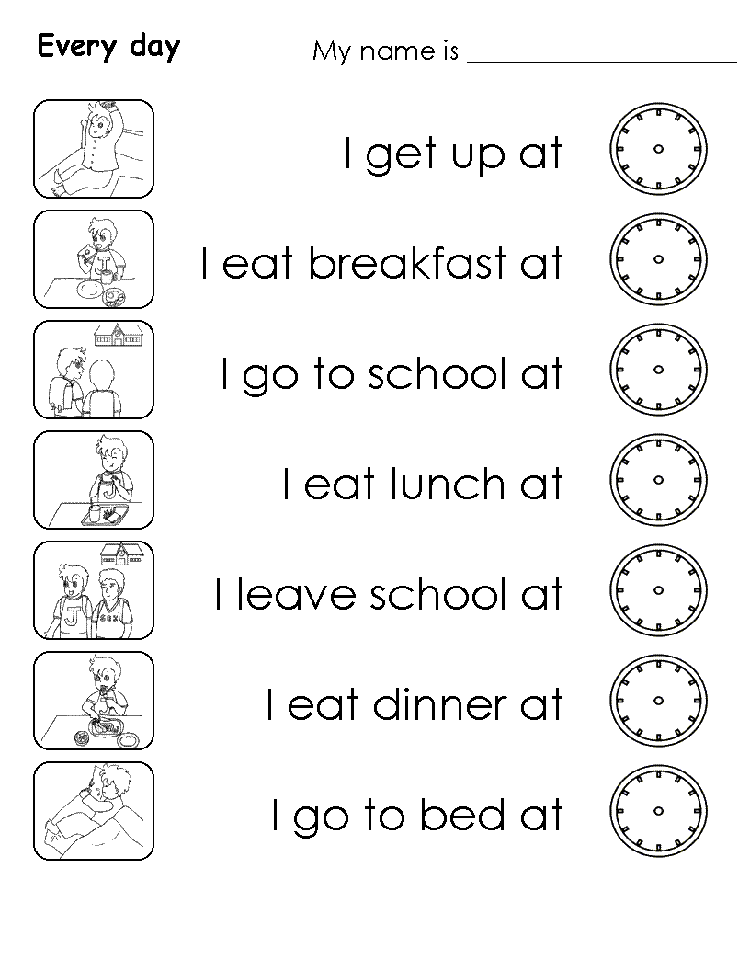 Every day
My name is ____________________
I get up at
I eat breakfast at
J
I go to school at
I eat lunch at
J
I leave school at
J
SIX
I eat dinner at
I go to bed at